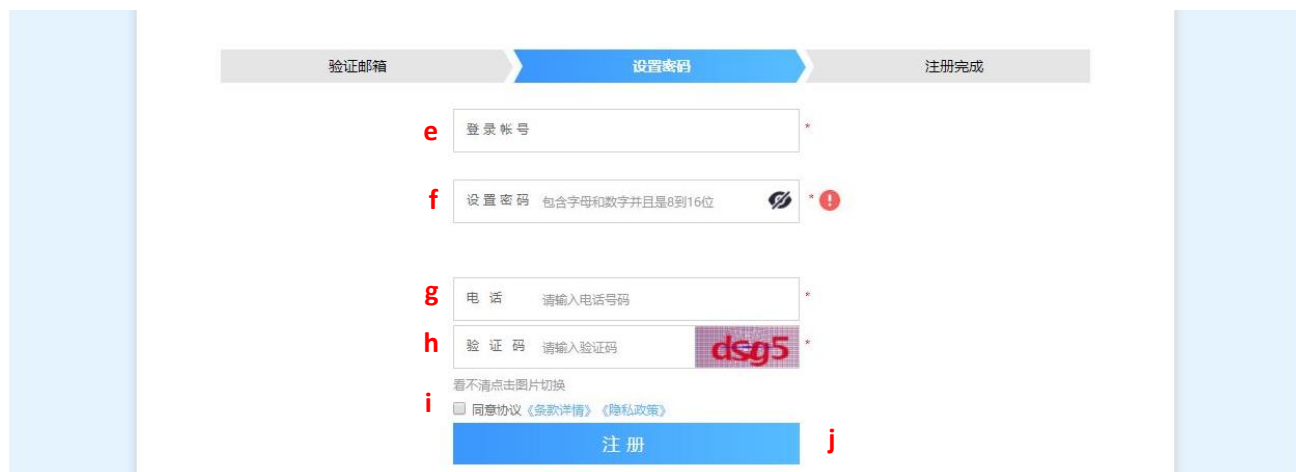 验证邮箱 设置密码 注册完成
e 登录帐号 *
f 设置密码 包含字母和数字并且是8到16位 * !
g 电 话 请输入电话号码 *
h 验 证 码 请输入验证码 dsg5 *
看不清点击图片切换
i 同意协议《条款详情》《隐私政策》
注 册 j